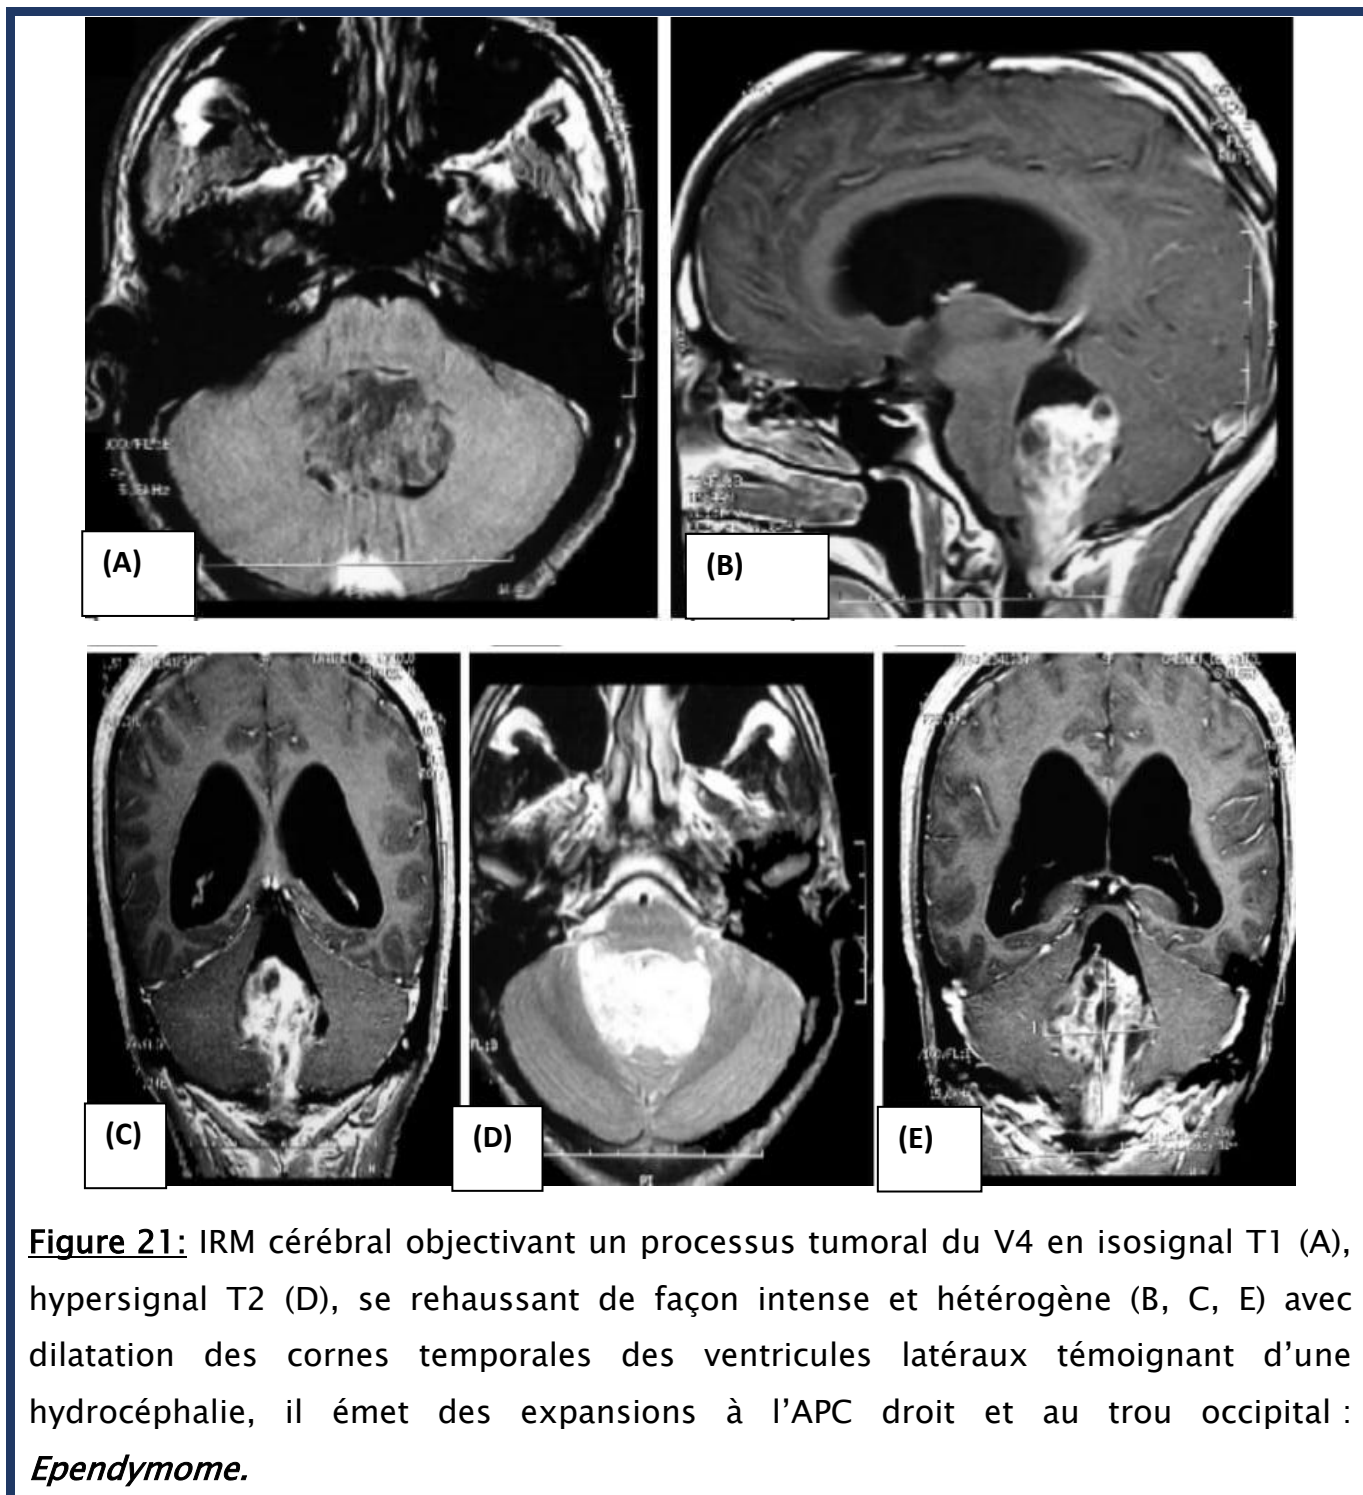 (A)
(B)
(C)
(D)
(E)
Figure 21: IRM cérébral objectivant un processus tumoral du V4 en isosignal T1 (A),
hypersignal T2 (D), se rehaussant de façon intense et hétérogène (B, C, E) avec
dilatation des cornes temporales des ventricules latéraux témoignant d’une
hydrocéphalie, il émet des expansions à l’APC droit et au trou occipital :
Ependymome.